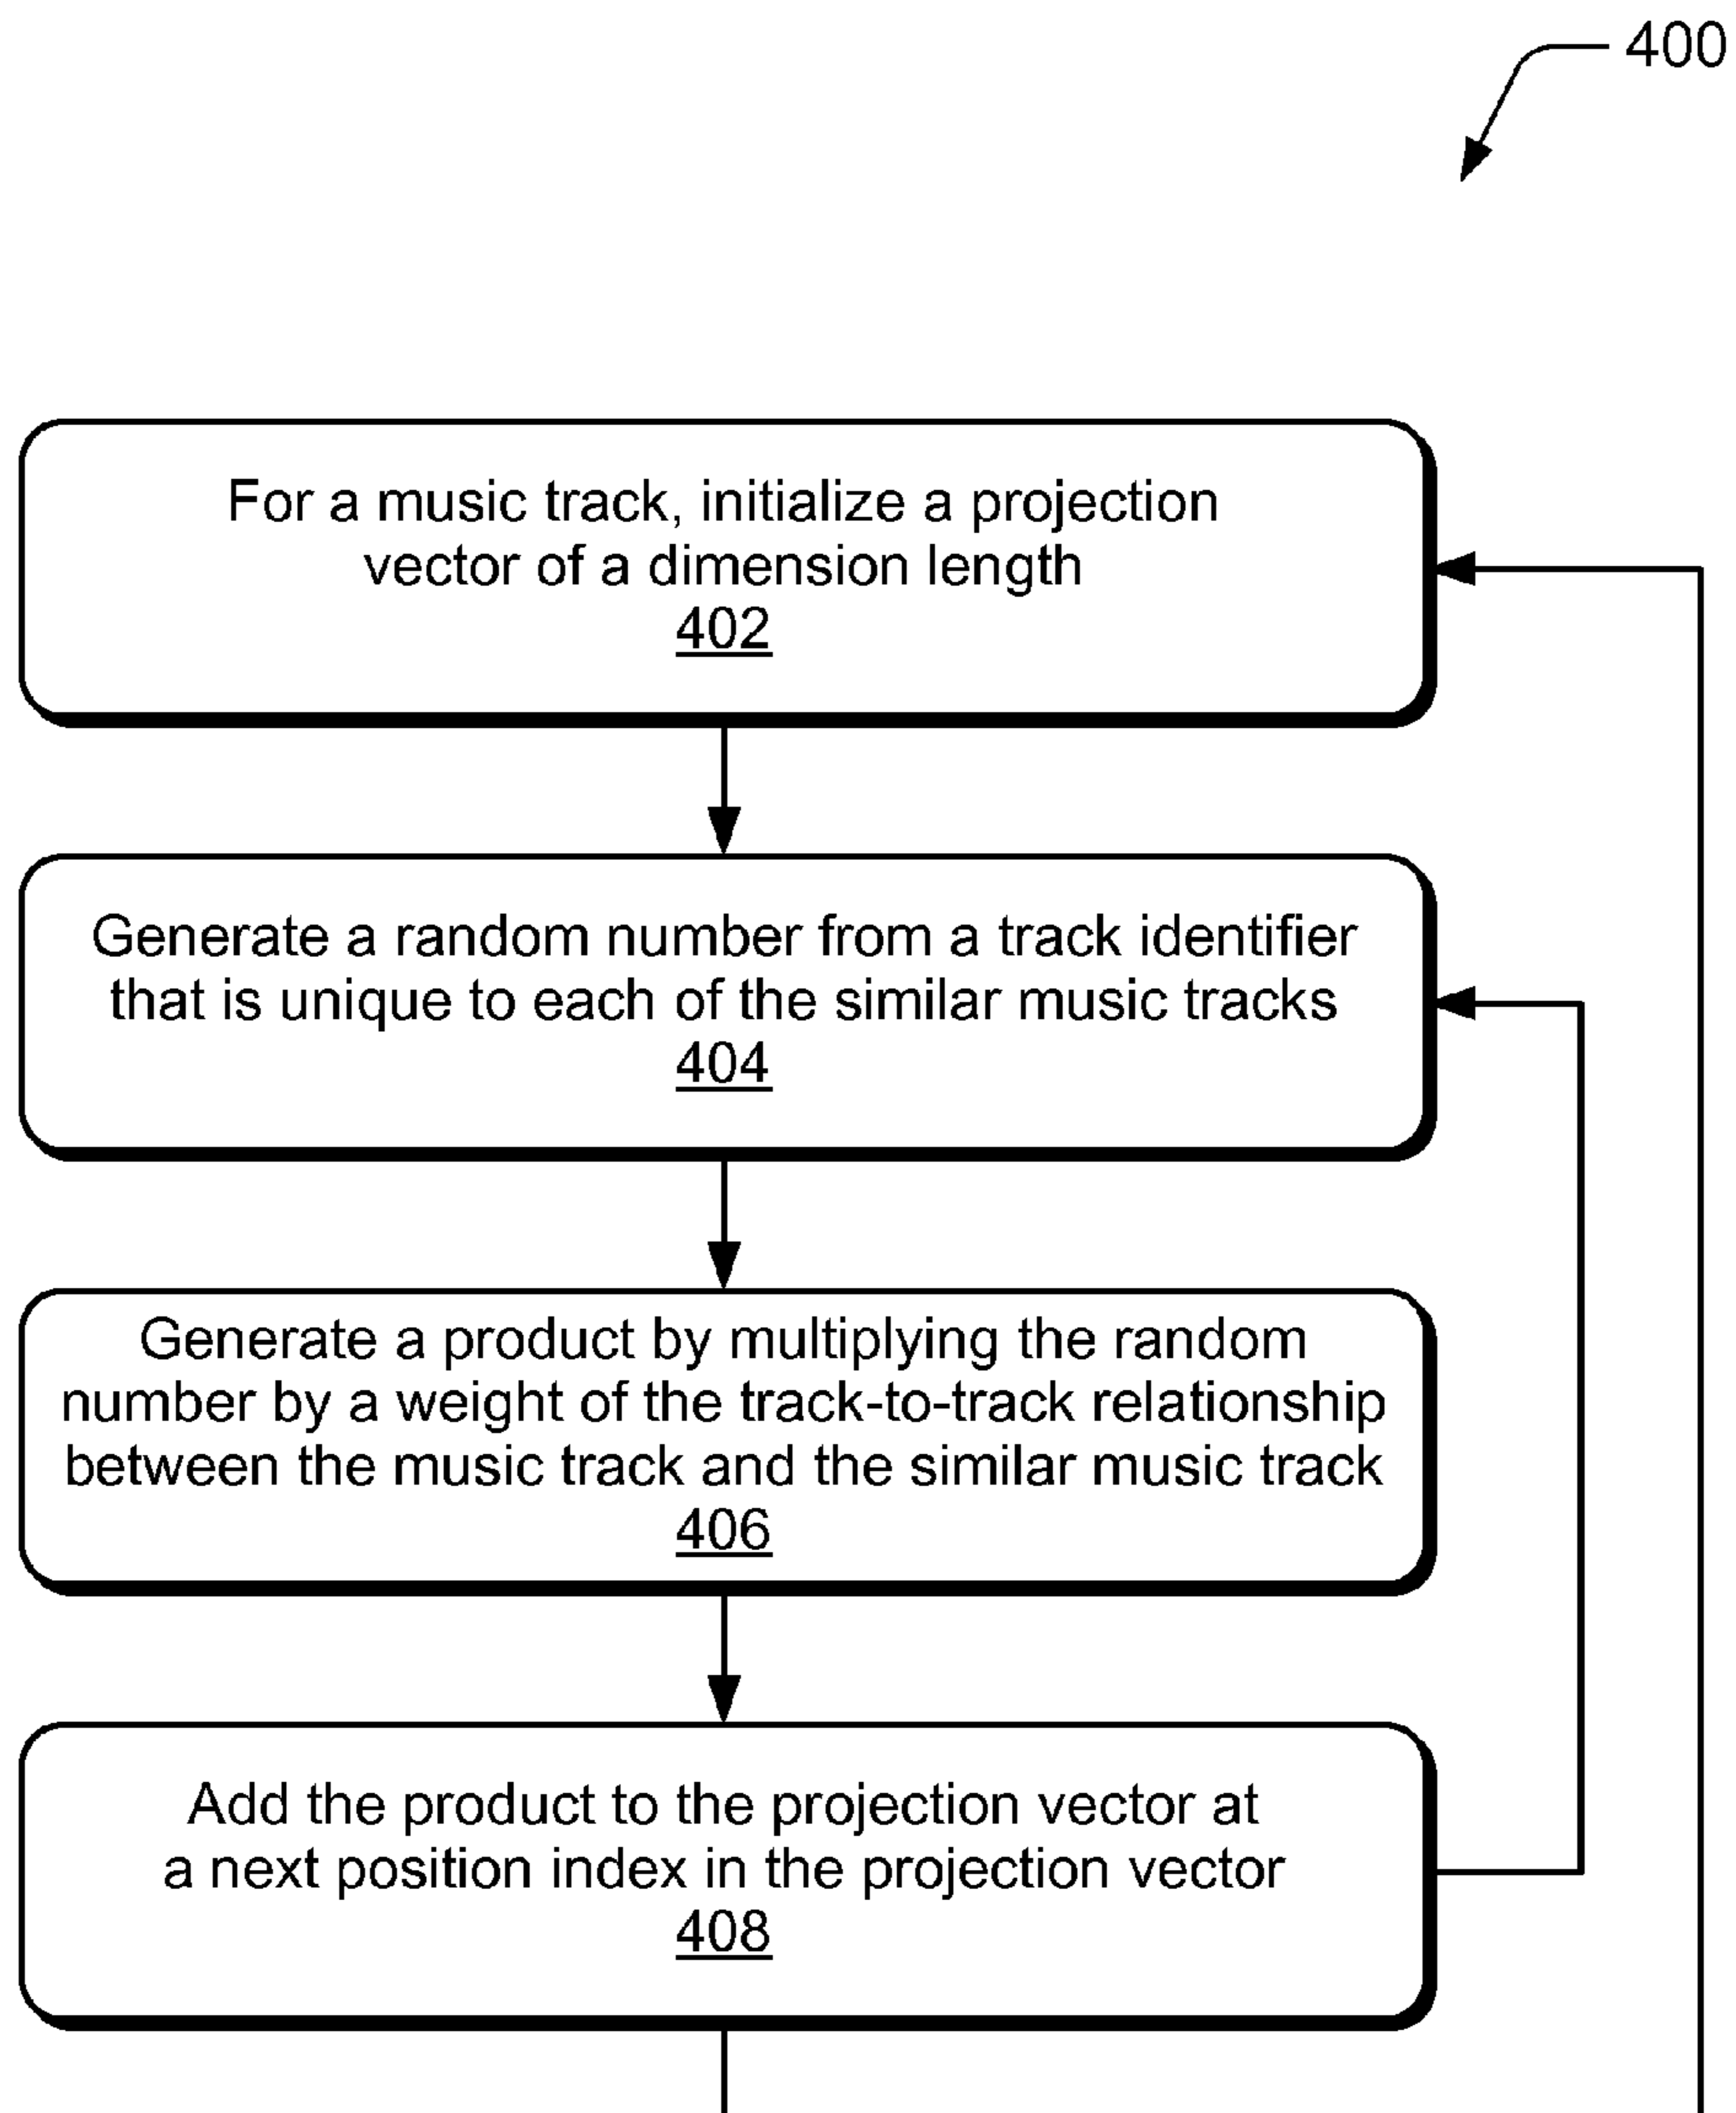 400
For a music track, initialize a projection
vector of a dimension length
402
Generate a random number from a track identifier
that is unique to each of the similar music tracks
404
Generate a product by multiplying the random
number by a weight of the track-to-track relationship
between the music track and the similar music track
406
Add the product to the projection vector at
a next position index in the projection vector
408